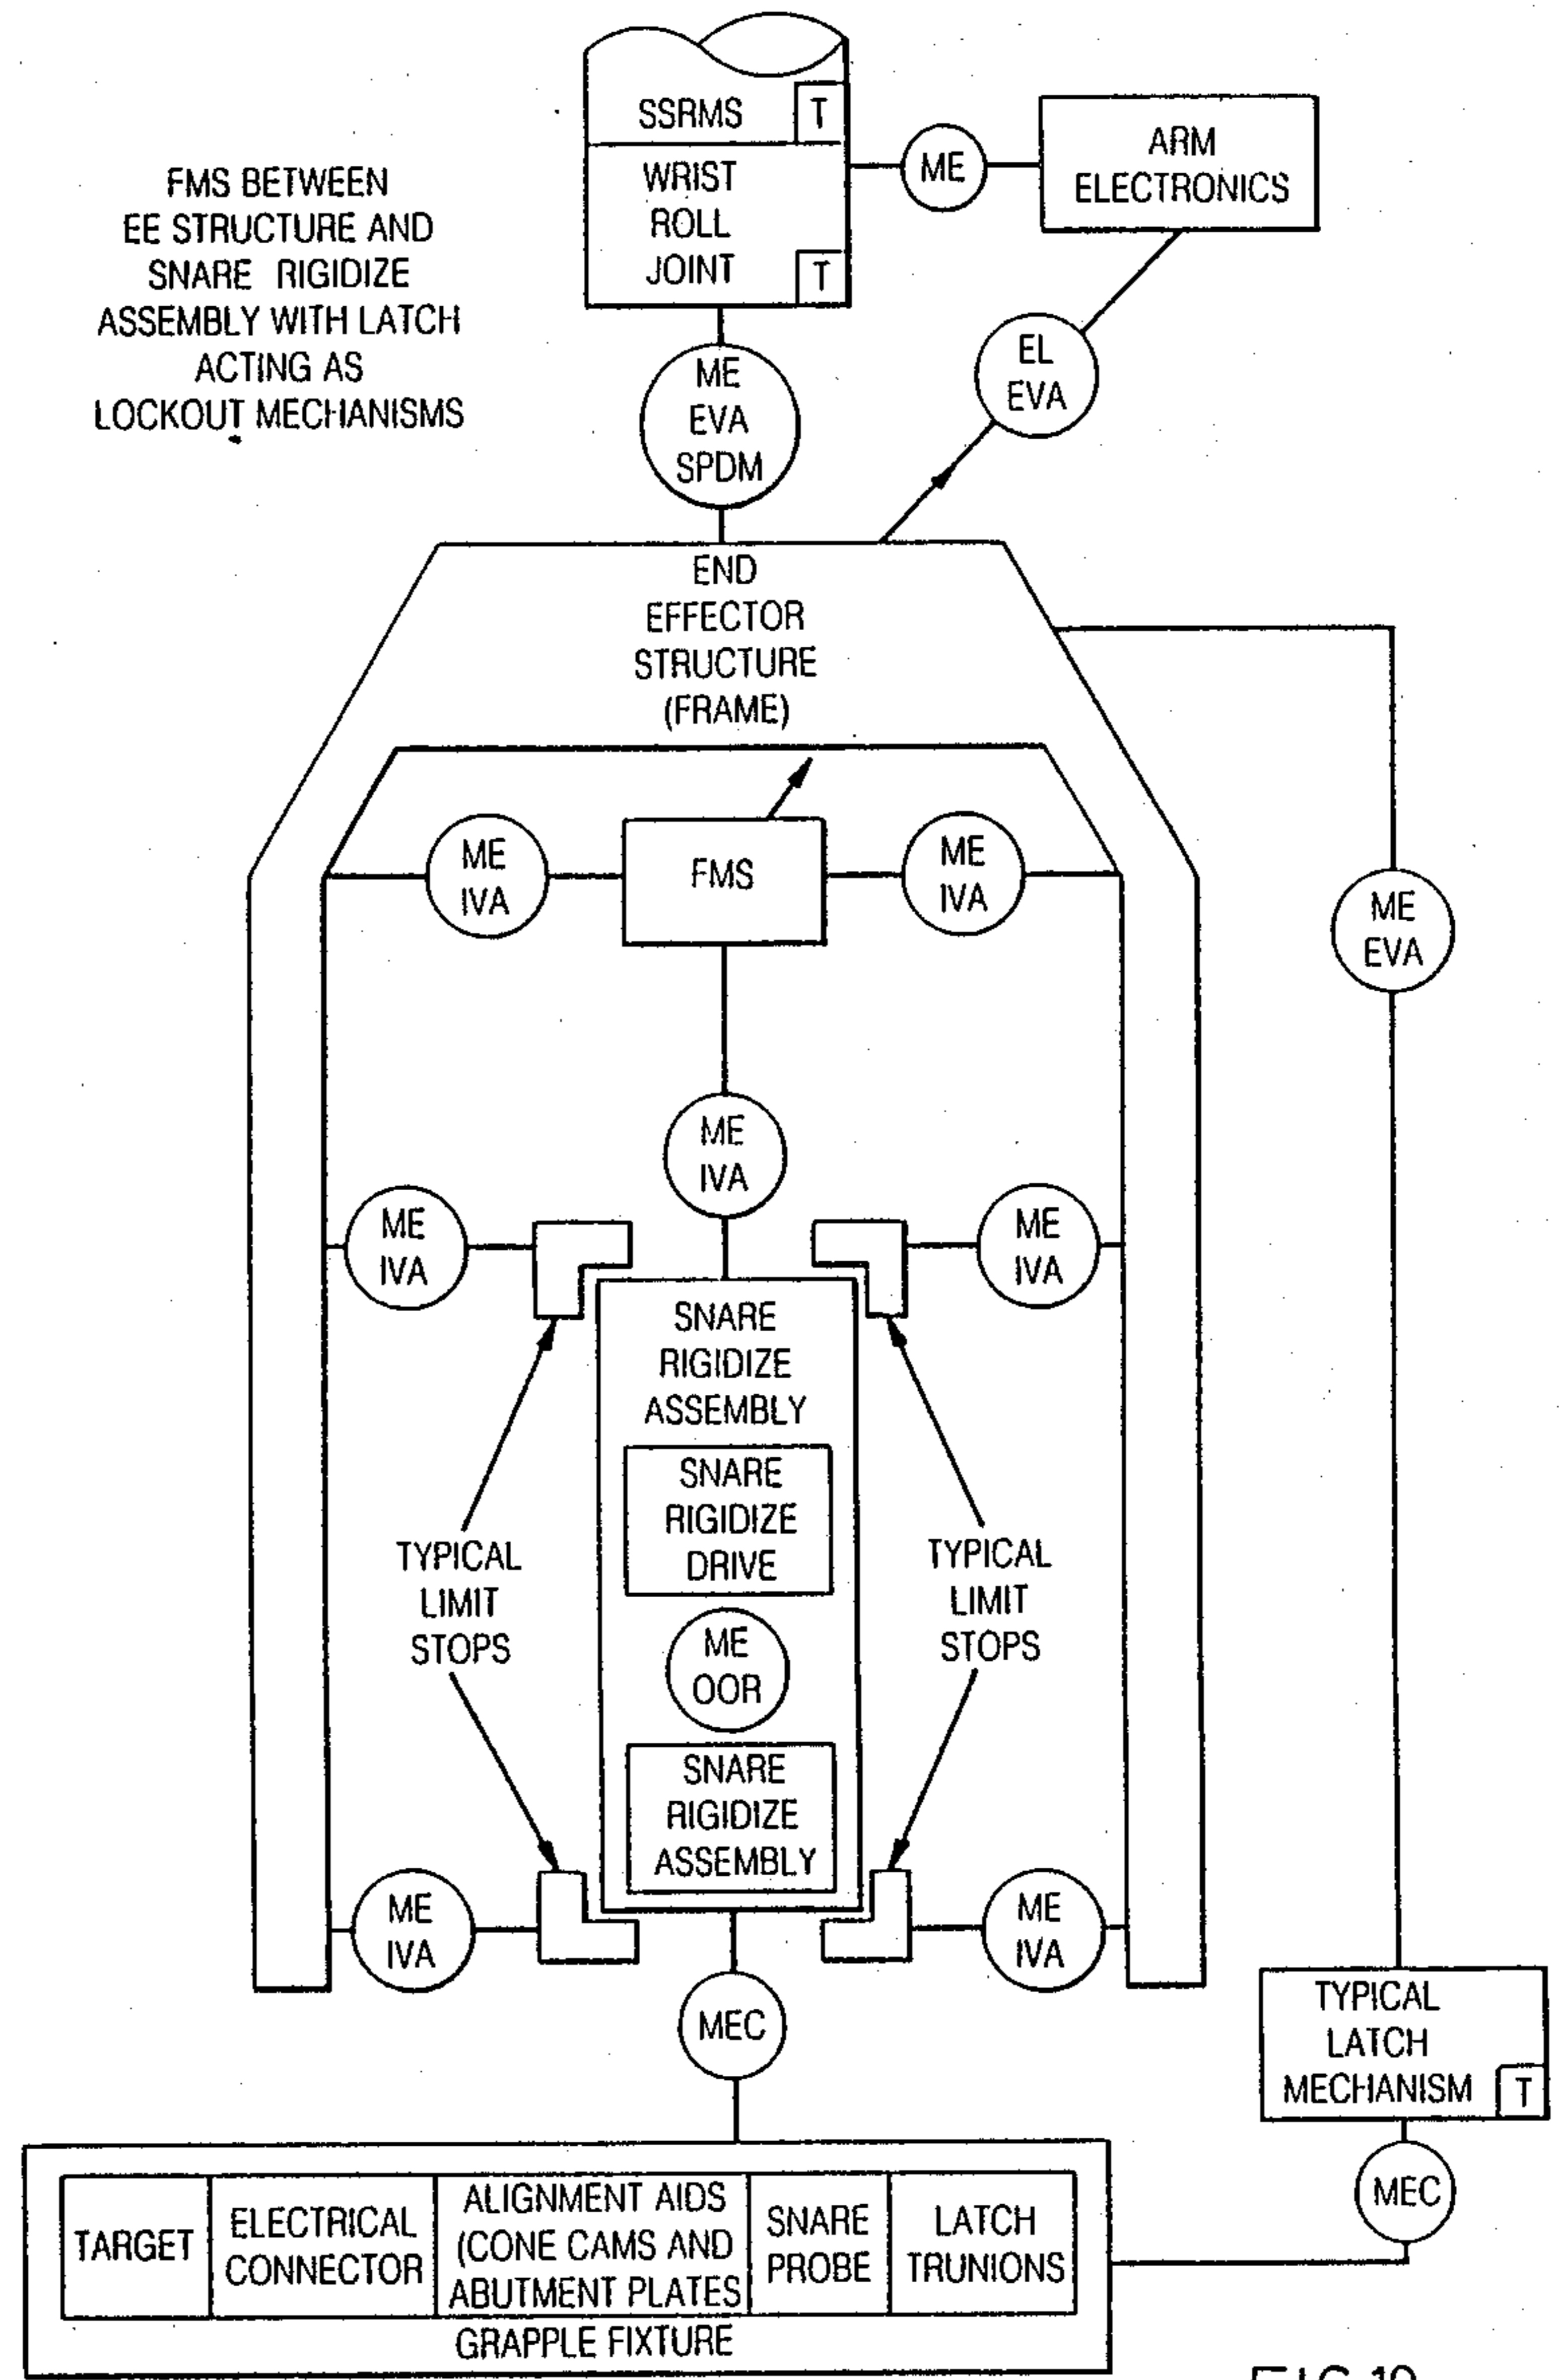 FMS BETWEEN
EE STRUCTURE AND
SNARE RIGIDIZE
ASSEMBLY WITH LATCH
ACTING AS
LOCKOUT MECHANISMS
SSRMS
T
WRIST
ROLL
JOINT
T
ME
ARM
ELECTRONICS
ME
EVA
SPDM
EL
EVA
END
EFFECTOR
STRUCTURE
(FRAME)
ME
IVA
FMS
ME
IVA
ME
EVA
ME
IVA
ME
IVA
ME
IVA
SNARE
RIGIDIZE
ASSEMBLY
SNARE
RIGIDIZE
DRIVE
TYPICAL
LIMIT
STOPS
TYPICAL
LIMIT
STOPS
ME
OOR
SNARE
RIGIDIZE
ASSEMBLY
ME
IVA
ME
IVA
MEC
TYPICAL
LATCH
MECHANISM
T
MEC
TARGET
ELECTRICAL
CONNECTOR
ALIGNMENT AIDS
(CONE CAMS AND
ABUTMENT PLATES
SNARE
PROBE
LATCH
TRUNIONS
GRAPPLE FIXTURE